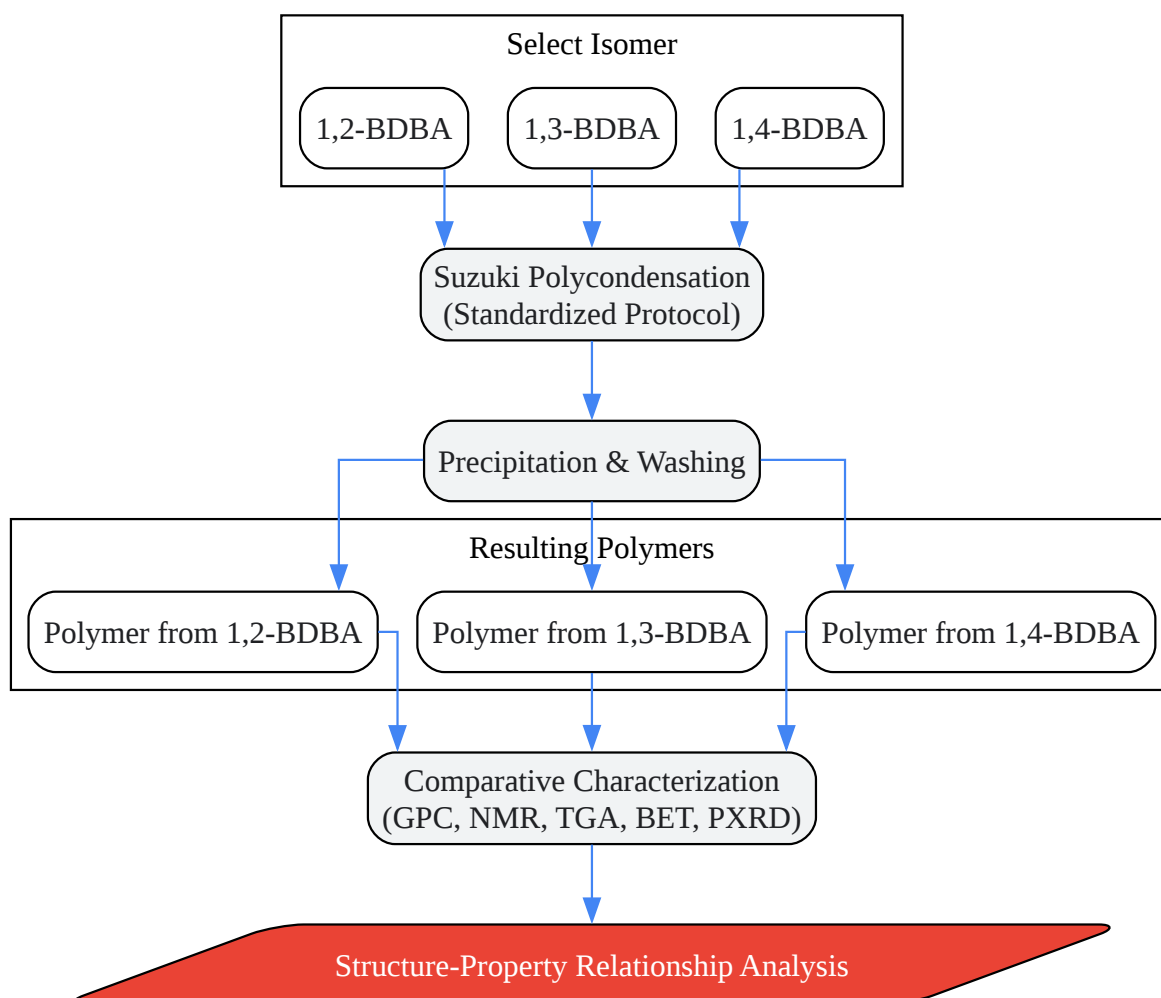 Select Isomer
1,2-BDBA
1,3-BDBA
1,4-BDBA
Suzuki Polycondensation
(Standardized Protocol)
Precipitation & Washing
Resulting Polymers
Polymer from 1,2-BDBA
Polymer from 1,3-BDBA
Polymer from 1,4-BDBA
Comparative Characterization
(GPC, NMR, TGA, BET, PXRD)
Structure-Property Relationship Analysis